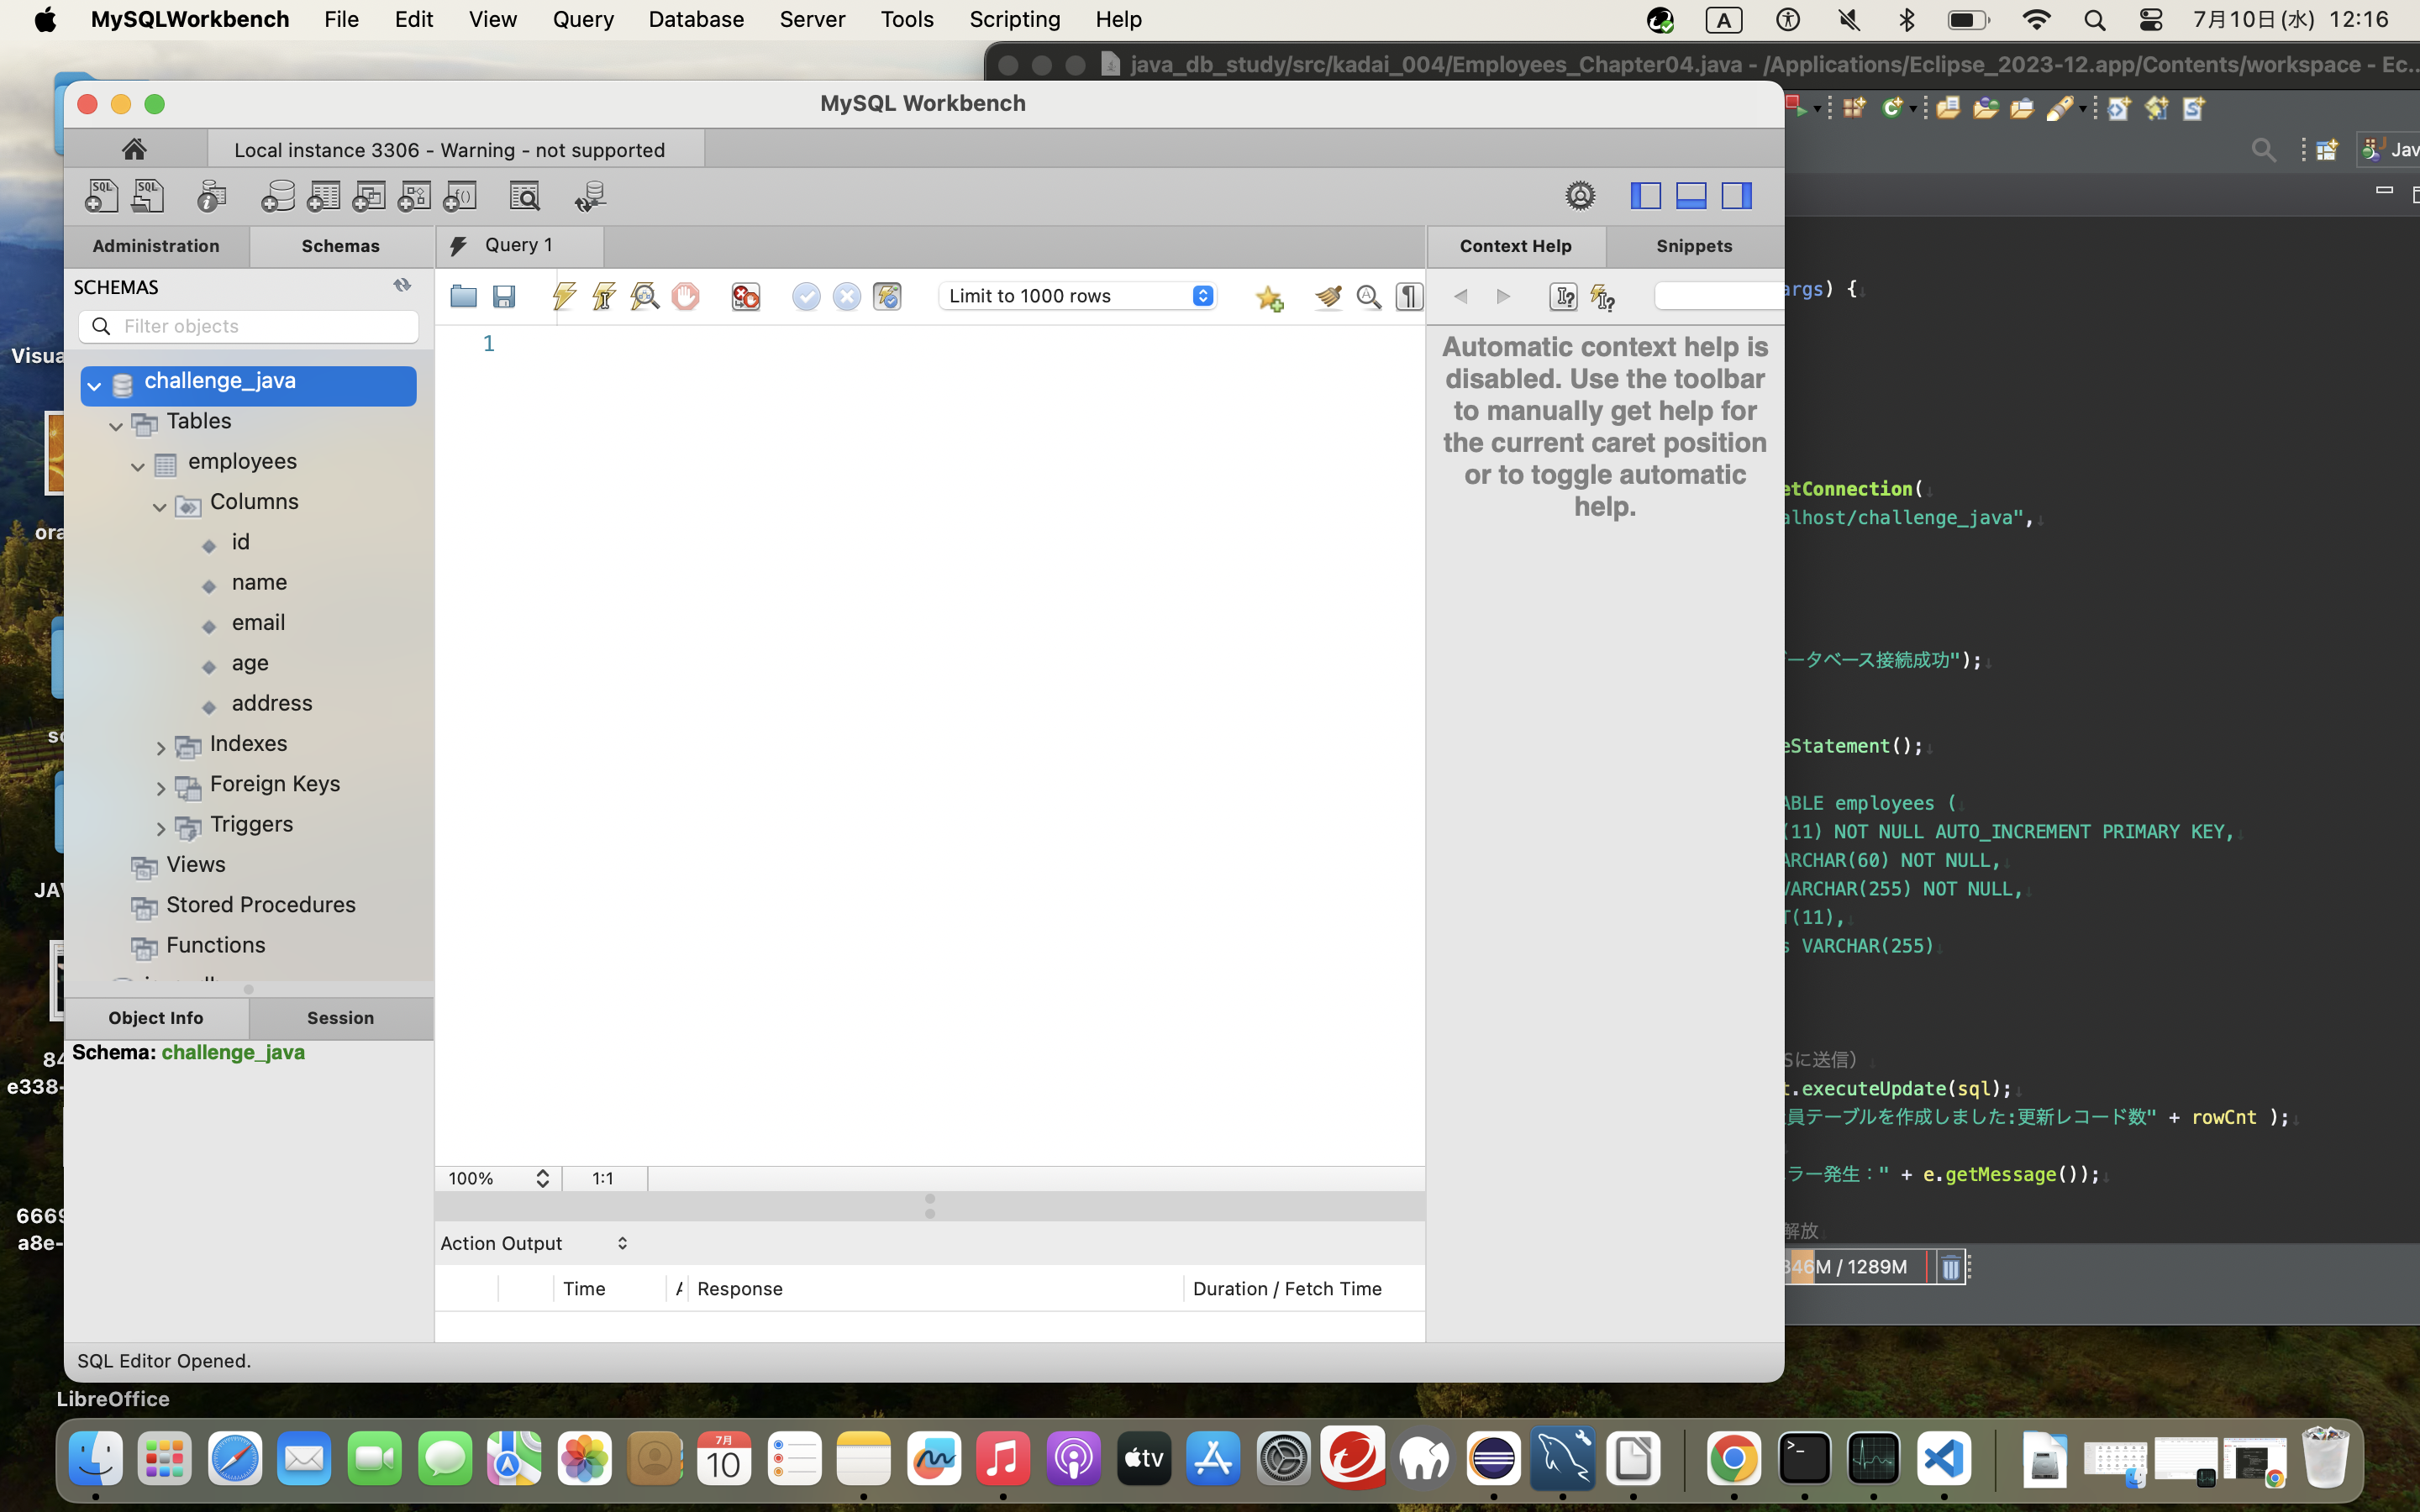 MySQLWorkbench File Edit View Query Database Server Tools Scripting Help
A 7月10日(水) 12:16
java_db_study/src/kadai_004/Employees_Chapter04.java - /Applications/Eclipse_2023-12.app/Contents/workspace - Ec...
MySQL Workbench
Local instance 3306 - Warning - not supported
Administration Schemas
Query 1
Context Help Snippets
SCHEMAS
Filter objects
Limit to 1000 rows
1
challenge_java
Tables
employees
Columns
id
name
email
age
address
Indexes
Foreign Keys
Triggers
Views
Stored Procedures
Functions
Object Info Session
Schema: challenge_java
Automatic context help is
disabled. Use the toolbar
to manually get help for
the current caret position
or to toggle automatic
help.
100% 1:1
Action Output
Time Response Duration / Fetch Time
SQL Editor Opened.
Jav
args) {
etConnection(
alhost/challenge_java",
ータベース接続成功");
eStatement();
ABLE employees (
(11) NOT NULL AUTO_INCREMENT PRIMARY KEY,
ARCHAR(60) NOT NULL,
VARCHAR(255) NOT NULL,
T(11),
s VARCHAR(255)
Sに送信）
t.executeUpdate(sql);
員テーブルを作成しました:更新レコード数" + rowCnt );
ラー発生：" + e.getMessage());
解放
346M / 1289M
Visua
ora
so
JAV
84
e338-
6669
a8e-
LibreOffice
7月
10
tv